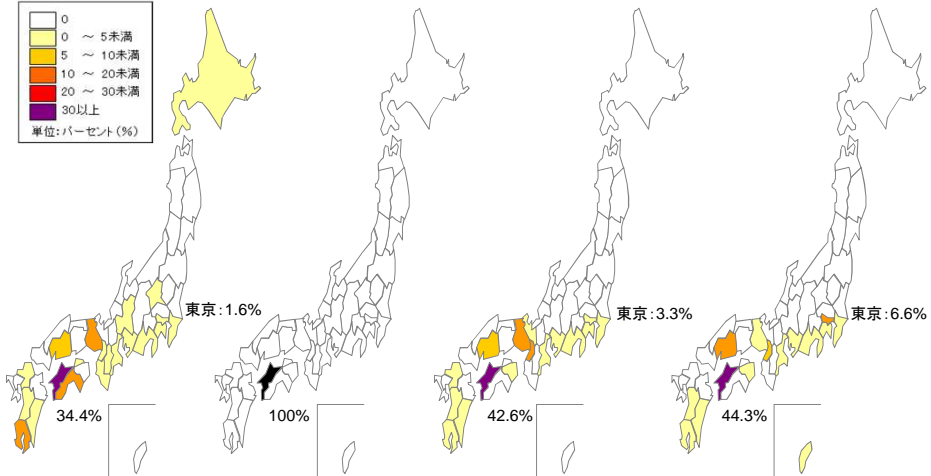 0
0 ～ 5未満
5 ～ 10未満
10 ～ 20未満
20 ～ 30未満
30以上
単位:パーセント(%)
東京:1.6%
東京:3.3%
東京:6.6%
34.4%
100%
42.6%
44.3%